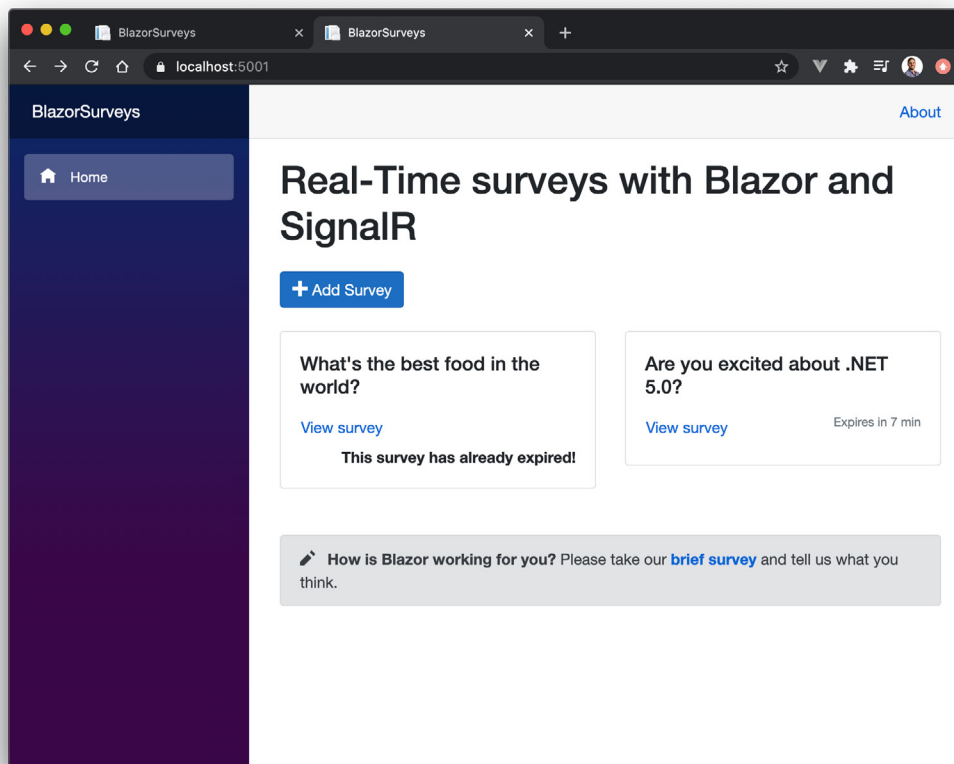 BlazorSurveys
BlazorSurveys
localhost:5001
BlazorSurveys
About
Home
Real-Time surveys with Blazor and
SignalR
Add Survey
What's the best food in the
world?
View survey
This survey has already expired!
Are you excited about .NET
5.0?
View survey
Expires in 7 min
How is Blazor working for you? Please take our brief survey and tell us what you
think.